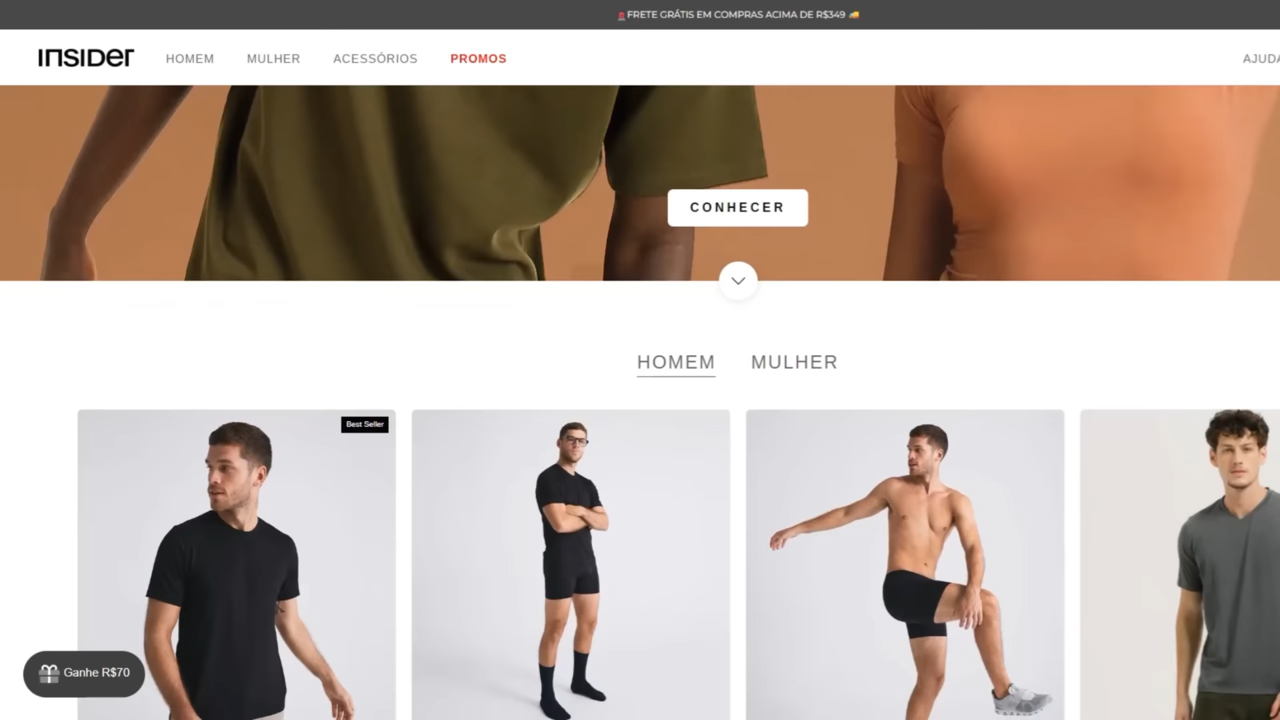 🚨FRETE GRÁTIS EM COMPRAS ACIMA DE R$349 🚚
INSIDER HOMEM MULHER ACESSÓRIOS PROMOS AJUDA
CONHECER
HOMEM MULHER
Best Seller
Ganhe R$70